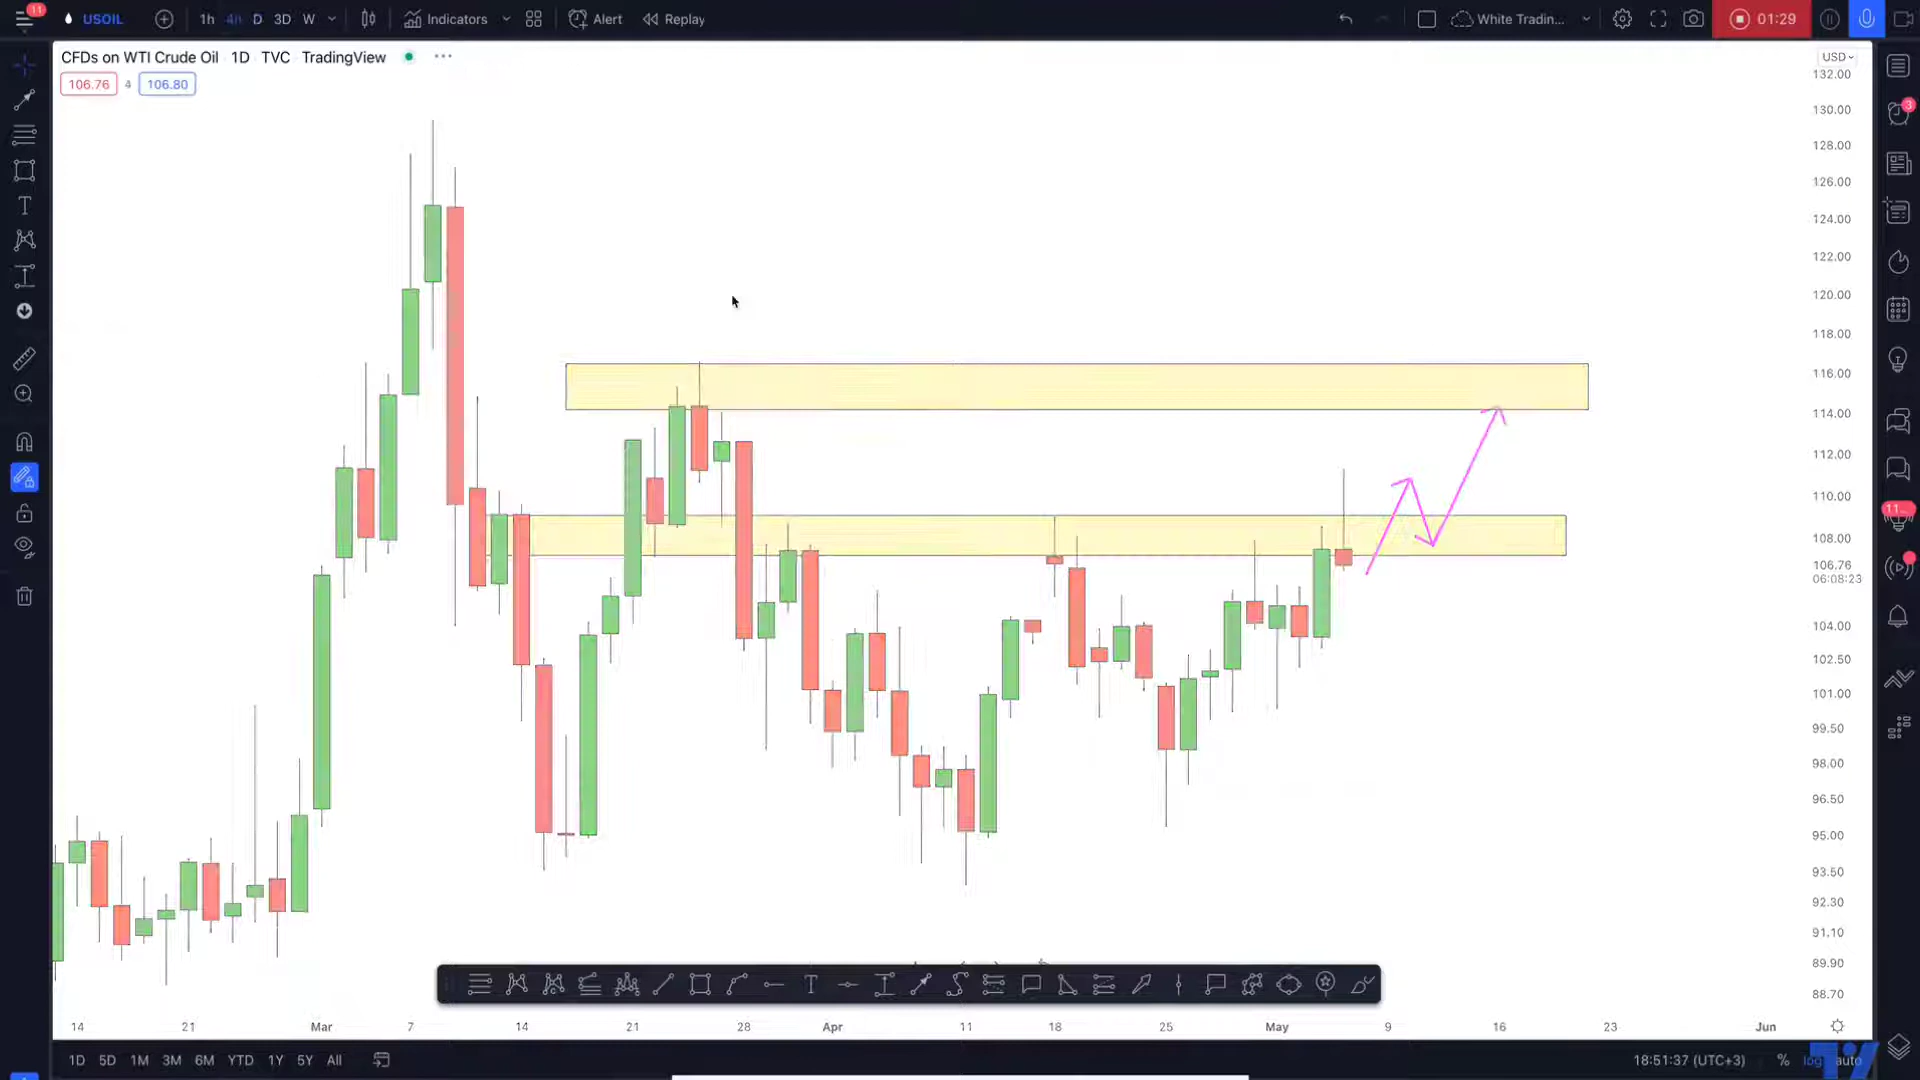 11
USOIL
1h 4h D 3D W
Indicators
Alert
Replay
White Tradin...
01:29
CFDs on WTI Crude Oil 1D TVC TradingView
106.76 4 106.80
USD
132.00
130.00
128.00
126.00
124.00
122.00
120.00
118.00
116.00
114.00
112.00
110.00
108.00
106.76
06:08:23
104.00
102.50
101.00
99.50
98.00
96.50
95.00
93.50
92.30
91.10
89.90
88.70
3
11...
14 21 Mar 7 14 21 28 Apr 11 18 25 May 9 16 23 Jun
1D 5D 1M 3M 6M YTD 1Y 5Y All
18:51:37 (UTC+3) % log auto